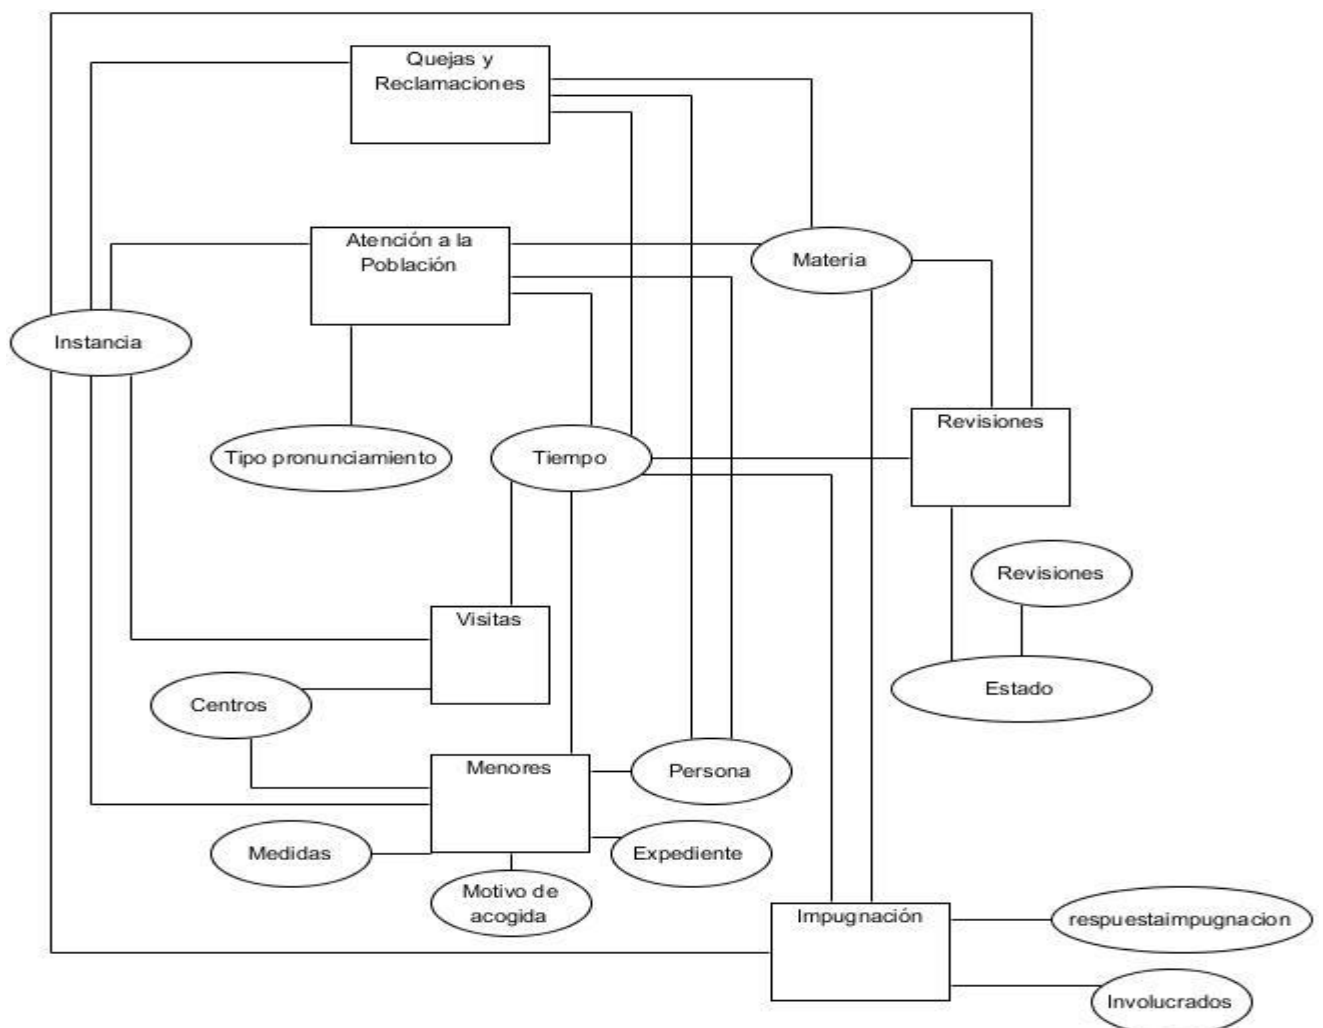 Quejas y
Reclamaciones
Atención a la
Población
Materia
Instancia
Revisiones
Tipo pronunciamiento
Tiempo
Revisiones
Visitas
Estado
Centros
Menores
Persona
Medidas
Expediente
Motivo de
acogida
Impugnación
respuestaimpugnacion
Involucrados